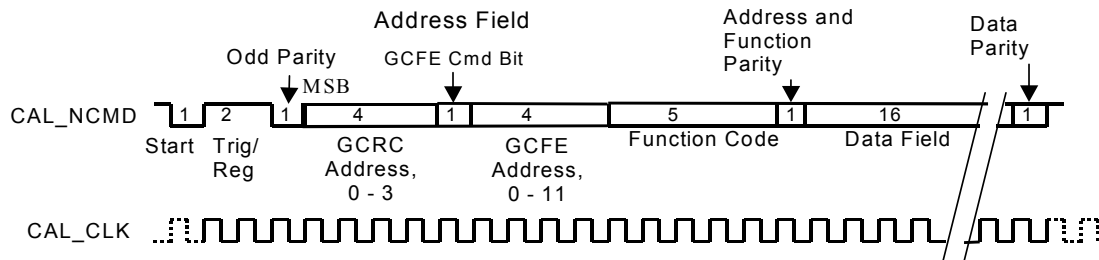 Address Field
Address and
Function
Parity
Data
Parity
Odd Parity
GCFE Cmd Bit
MSB
CAL_NCMD
1
2
1
4
1
4
5
1
16
1
Start
Trig/
Reg
GCRC
Address,
0 - 3
GCFE
Address,
0 - 11
Function Code
Data Field
CAL_CLK